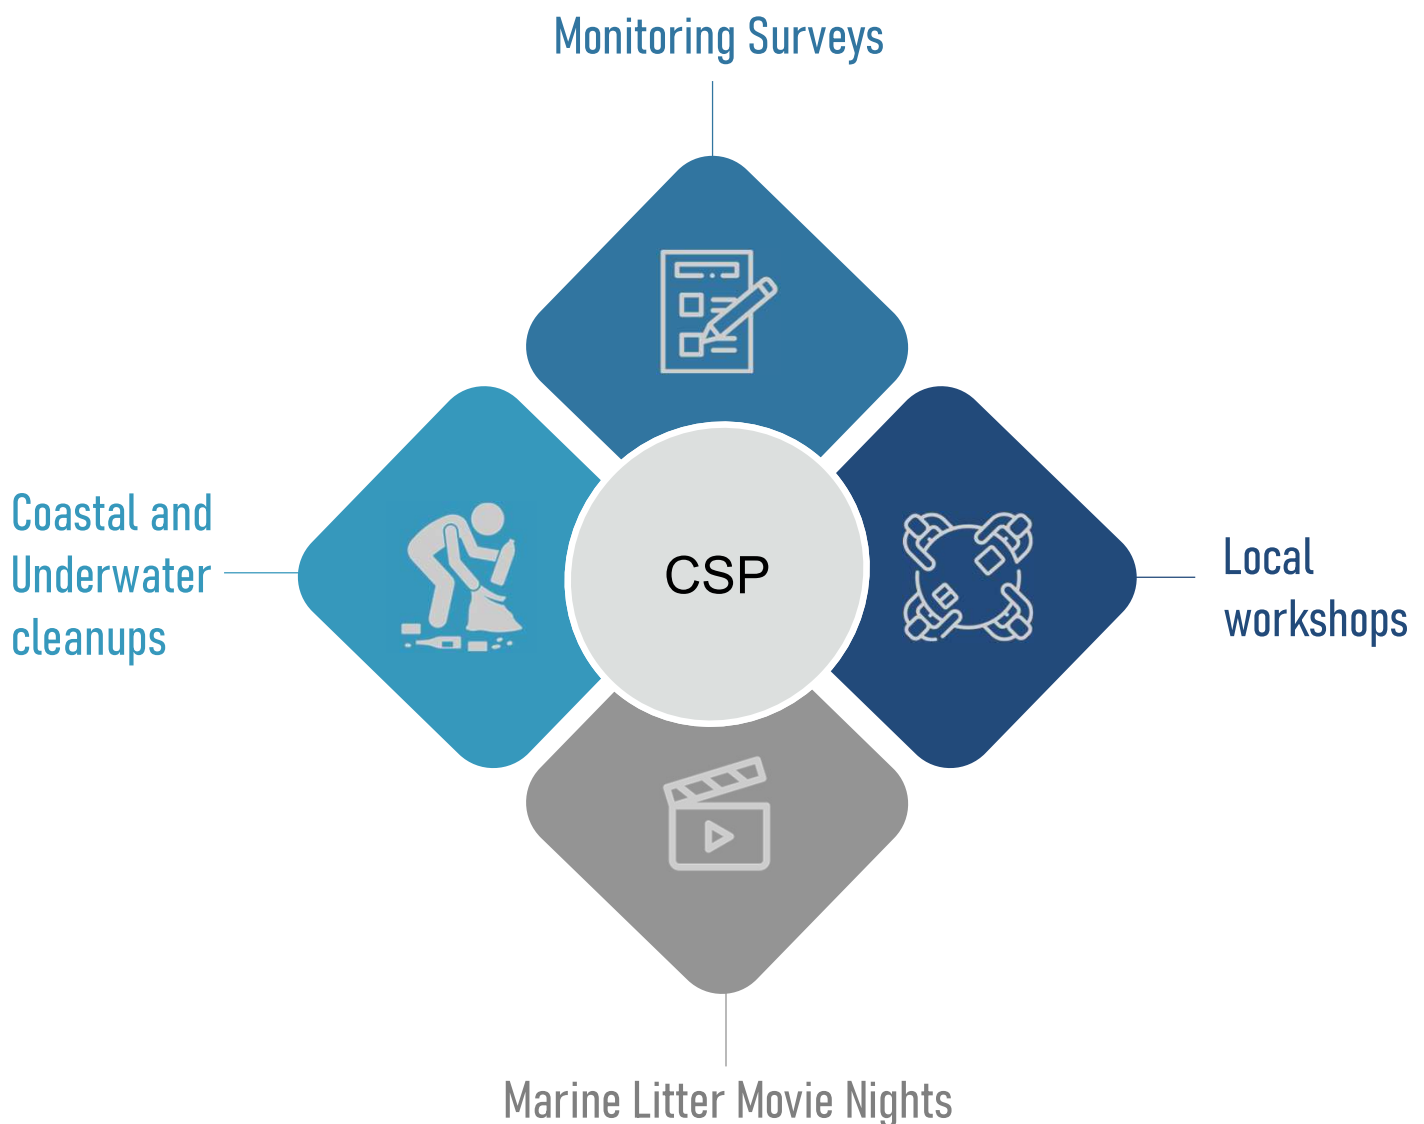 Monitoring Surveys
Coastal and
Underwater
cleanups
CSP
Local
workshops
Marine Litter Movie Nights